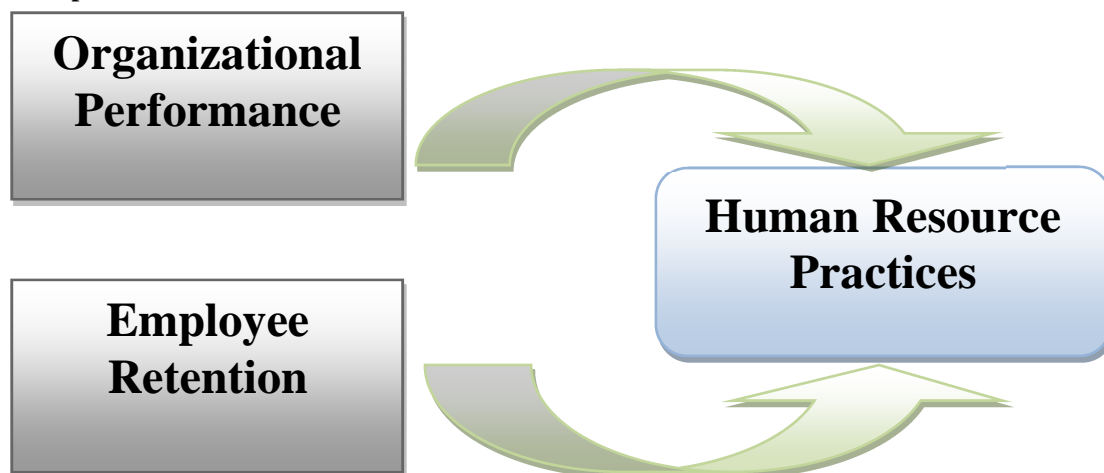 Organizational
Performance
Human Resource
Practices
Employee
Retention